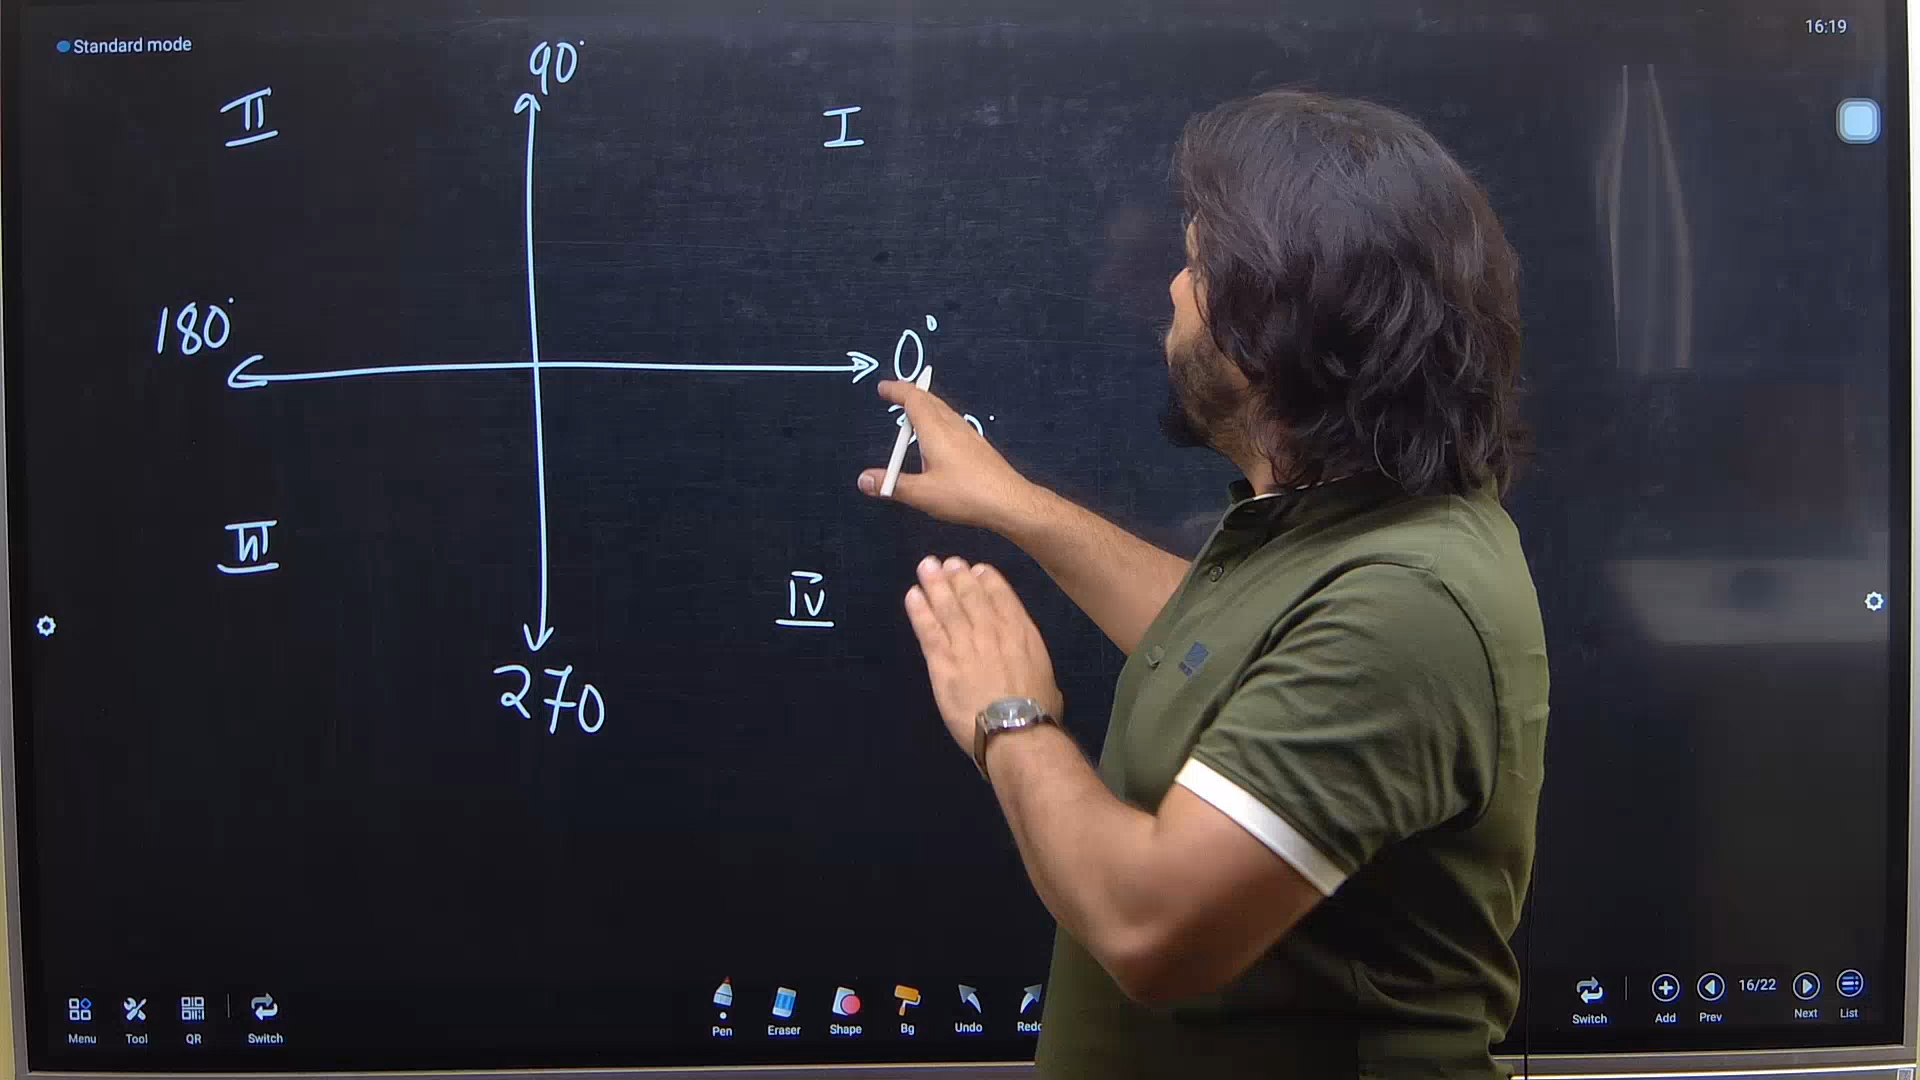 Standard mode
16:19
90°
II
I
180°
0°
III
IV
270
Menu
Tool
QR
Switch
Pen
Eraser
Shape
Bg
Undo
Redo
Switch
Add
Prev
16/22
Next
List